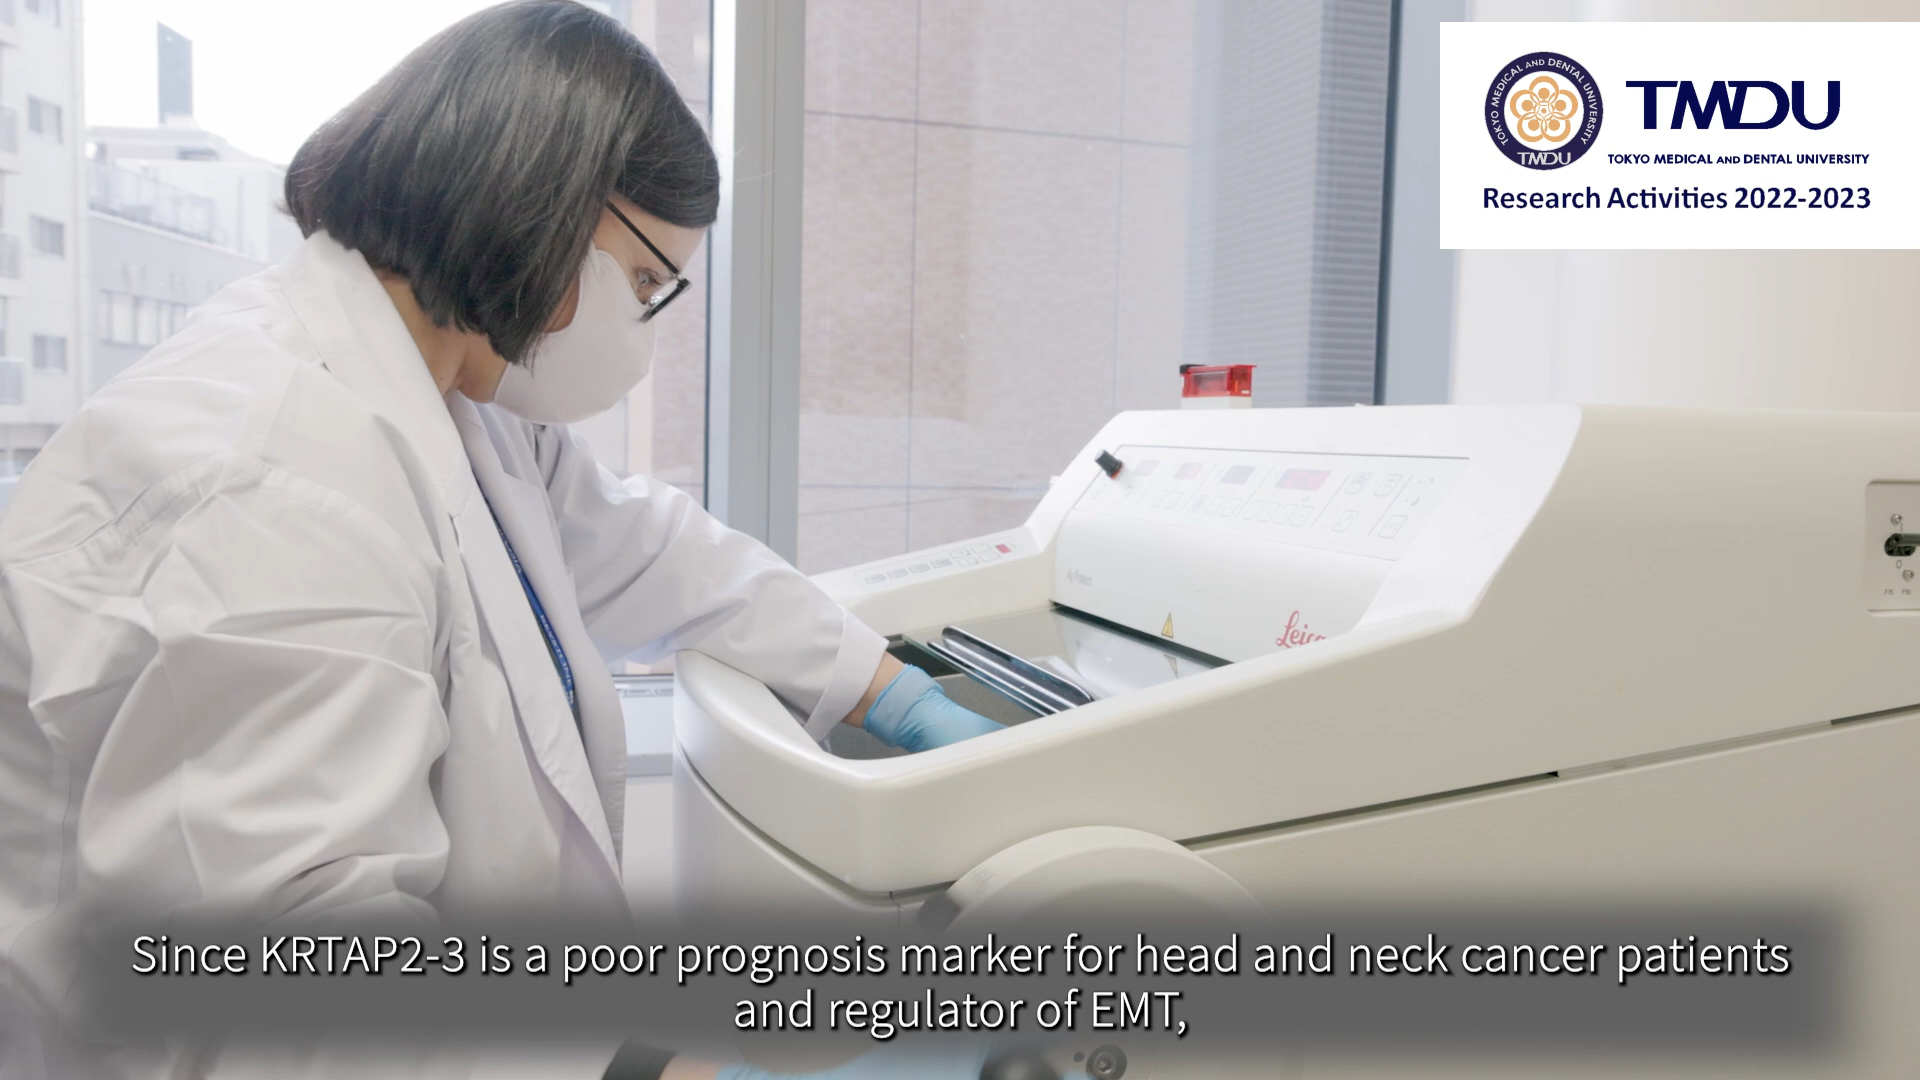 TOKYO MEDICAL AND DENTAL UNIVERSITY
TMDU
TMDU
TOKYO MEDICAL AND DENTAL UNIVERSITY
Research Activities 2022-2023
Leica
Since KRTAP2-3 is a poor prognosis marker for head and neck cancer patients
and regulator of EMT,